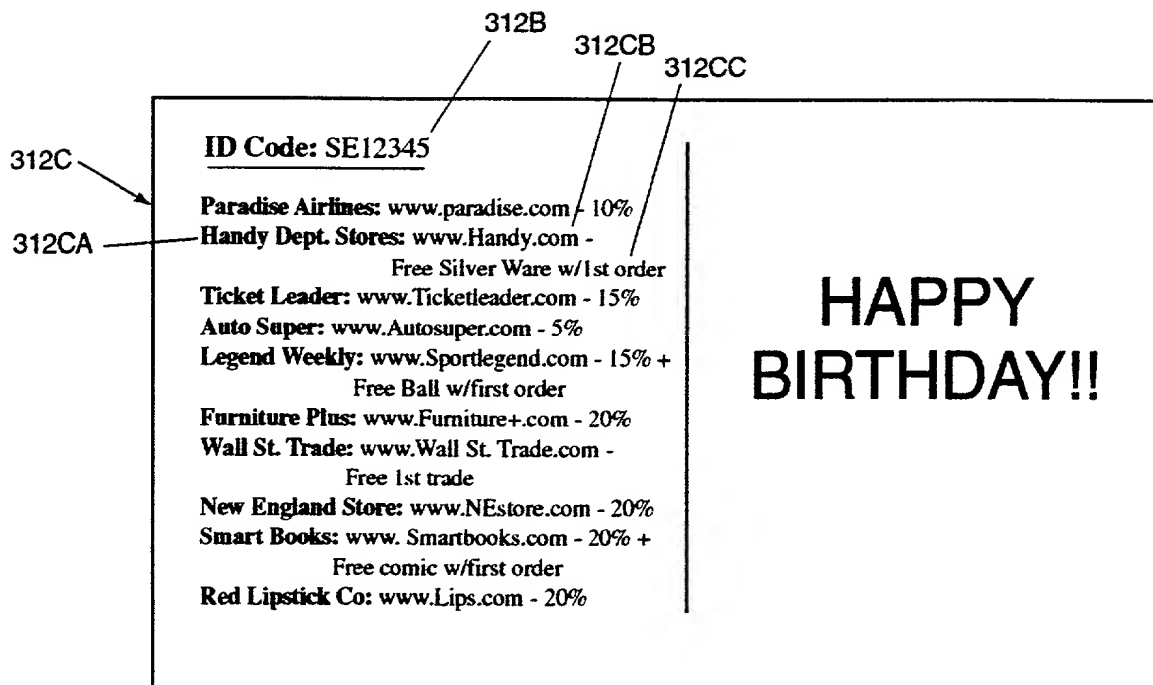 312B
312CB
312CC
312C
312CA
ID Code: SE12345
Paradise Airlines: www.paradise.com - 10%
Handy Dept. Stores: www.Handy.com -
Free Silver Ware w/1st order
Ticket Leader: www.Ticketleader.com - 15%
Auto Super: www.Autosuper.com - 5%
Legend Weekly: www.Sportlegend.com - 15% +
Free Ball w/first order
Furniture Plus: www.Furniture+.com - 20%
Wall St. Trade: www.Wall St. Trade.com -
Free 1st trade
New England Store: www.NEstore.com - 20%
Smart Books: www. Smartbooks.com - 20% +
Free comic w/first order
Red Lipstick Co: www.Lips.com - 20%
HAPPY
BIRTHDAY!!